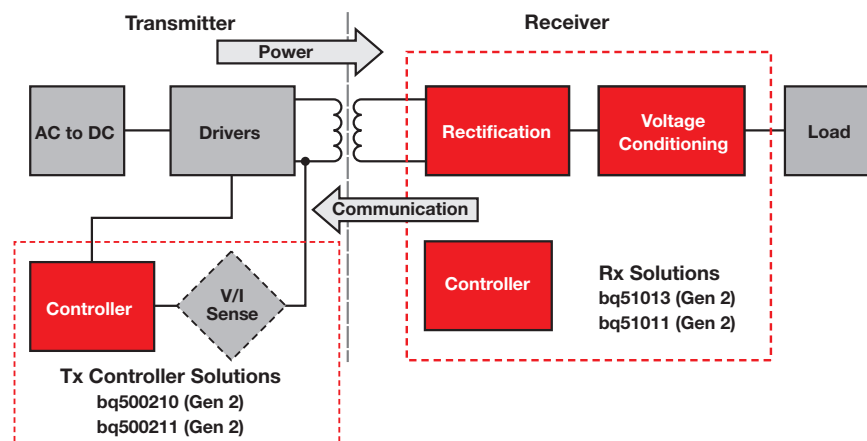 Transmitter
Receiver
Power
AC to DC
Drivers
Rectification
Voltage
Conditioning
Load
Communication
Controller
V/I
Sense
Controller
Rx Solutions
bq51013 (Gen 2)
bq51011 (Gen 2)
Tx Controller Solutions
bq500210 (Gen 2)
bq500211 (Gen 2)